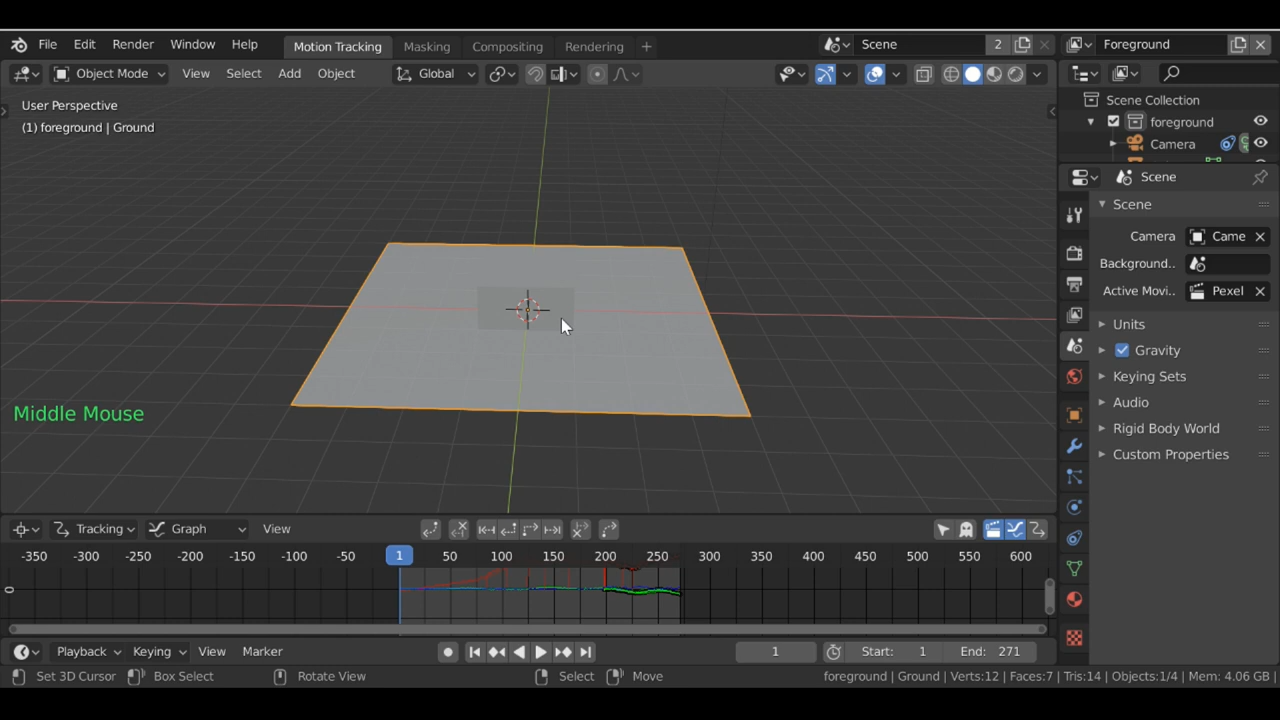 File Edit Render Window Help Motion Tracking Masking Compositing Rendering + Scene 2 Foreground
Object Mode View Select Add Object Global
User Perspective
(1) foreground | Ground
Scene Collection
foreground
Camera
Scene
Scene
Camera Came
Background..
Active Movi.. Pexel
Units
Gravity
Keying Sets
Audio
Rigid Body World
Custom Properties
Middle Mouse
Tracking Graph View
-350 -300 -250 -200 -150 -100 -50 1 50 100 150 200 250 300 350 400 450 500 550 600
0
Playback Keying View Marker 1 Start: 1 End: 271
Set 3D Cursor Box Select Rotate View Select Move foreground | Ground | Verts:12 | Faces:7 | Tris:14 | Objects:1/4 | Mem: 4.06 GB |